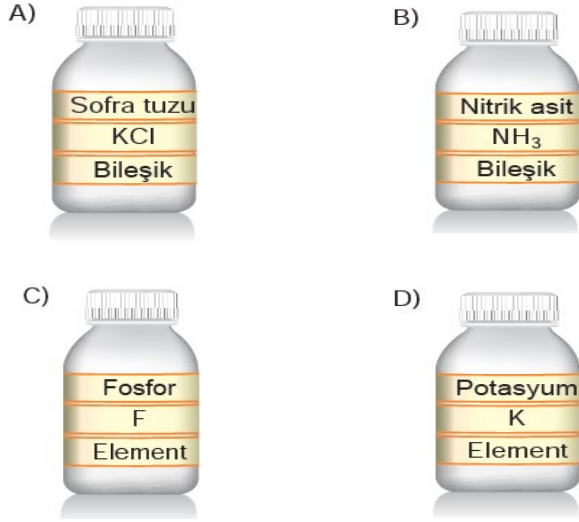 A)
Sofra tuzu
KCl
Bileşik
B)
Nitrik asit
NH₃
Bileşik
C)
Fosfor
F
Element
D)
Potasyum
K
Element